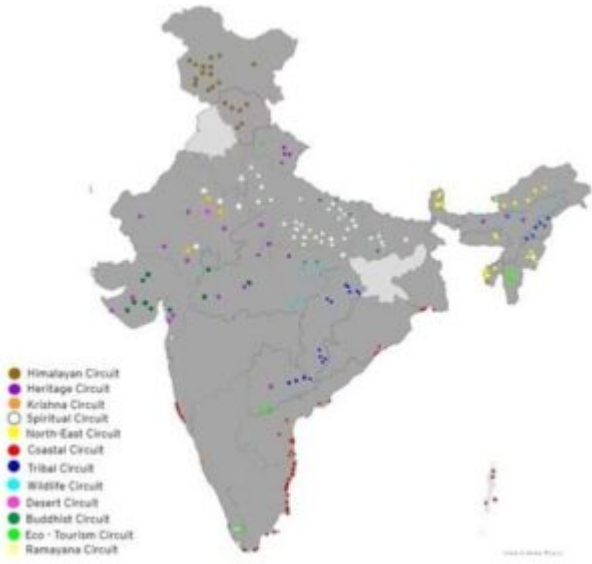 Himalayan Circuit
Heritage Circuit
Krishna Circuit
Spiritual Circuit
North-East Circuit
Coastal Circuit
Tribal Circuit
Wildlife Circuit
Desert Circuit
Buddhist Circuit
Eco - Tourism Circuit
Ramayana Circuit